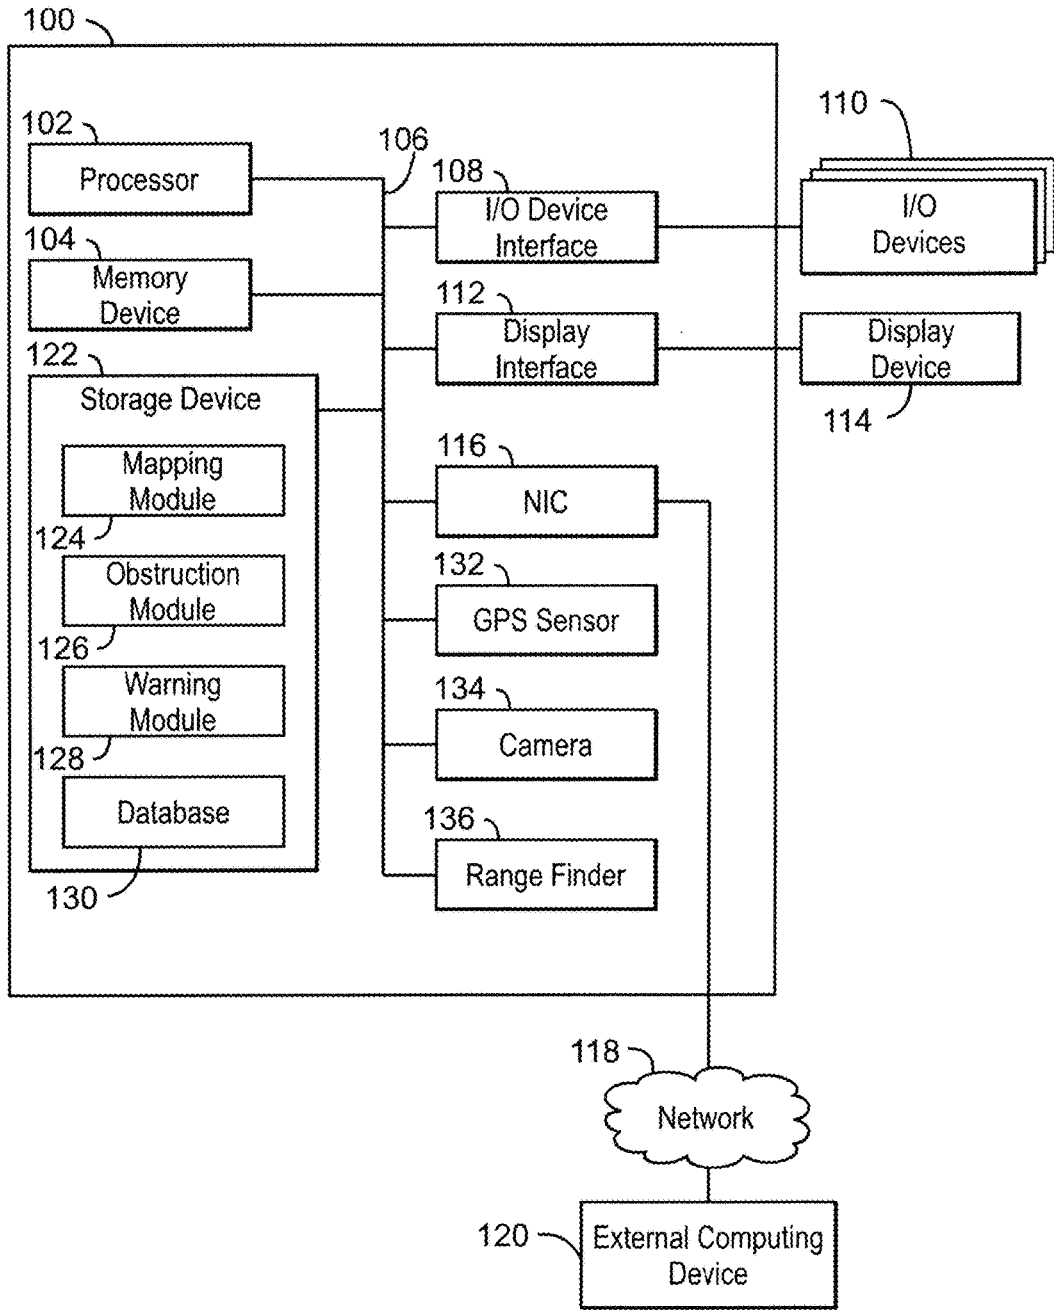 100
102
Processor
104
Memory
Device
106
108
I/O Device
Interface
110
I/O
Devices
112
Display
Interface
Display
Device
114
122
Storage Device
Mapping
Module
124
Obstruction
Module
126
Warning
Module
128
Database
130
116
NIC
132
GPS Sensor
134
Camera
136
Range Finder
118
Network
120
External Computing
Device